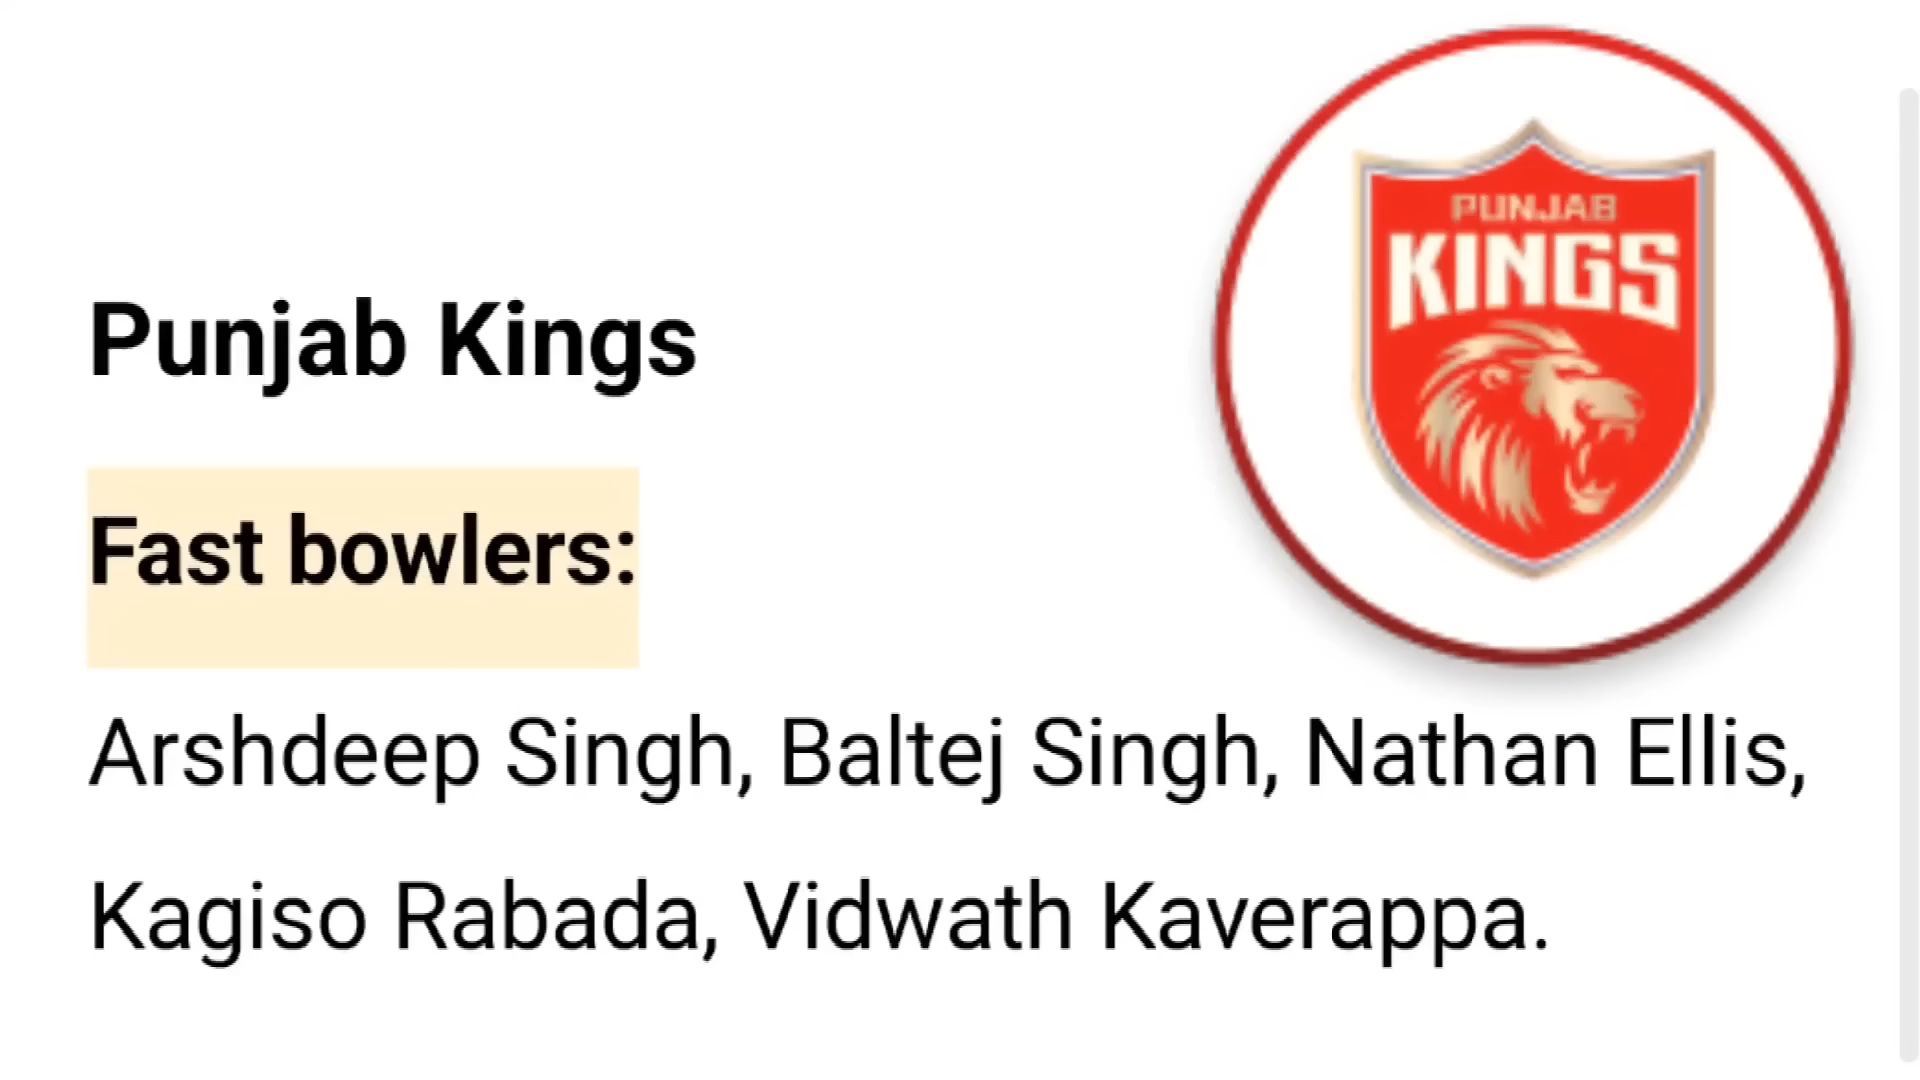 PUNJAB
KINGS
Punjab Kings
Fast bowlers:
Arshdeep Singh, Baltej Singh, Nathan Ellis,
Kagiso Rabada, Vidwath Kaverappa.